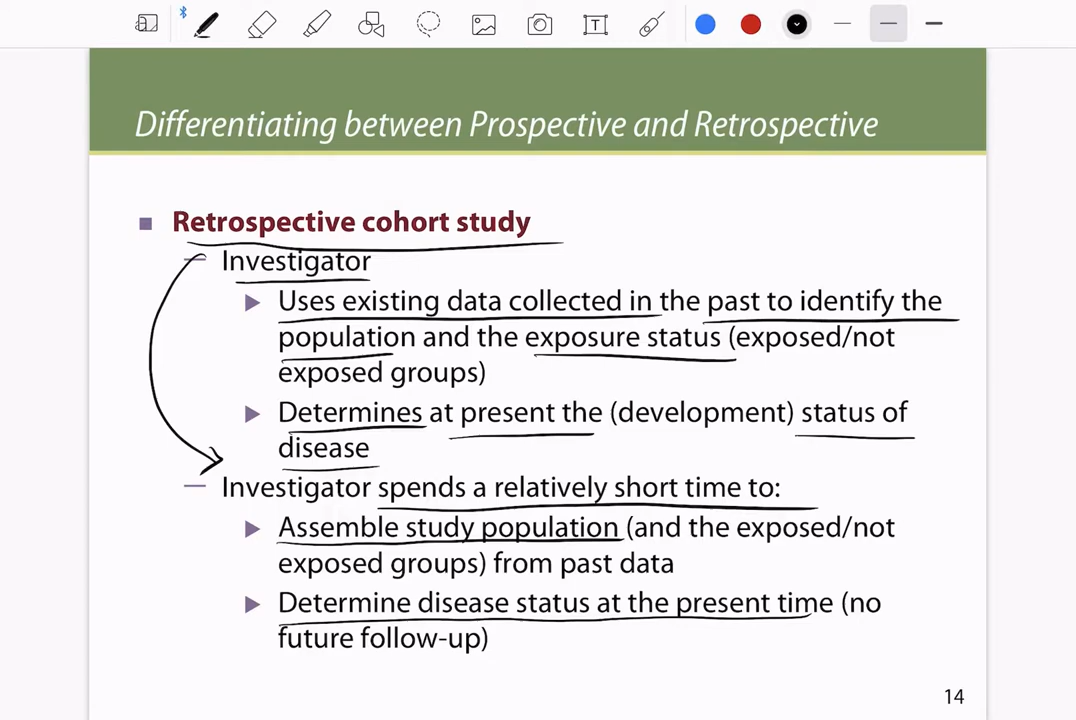 Differentiating between Prospective and Retrospective
Retrospective cohort study
Investigator
Uses existing data collected in the past to identify the
population and the exposure status (exposed/not
exposed groups)
Determines at present the (development) status of
disease
Investigator spends a relatively short time to:
Assemble study population (and the exposed/not
exposed groups) from past data
Determine disease status at the present time (no
future follow-up)
14